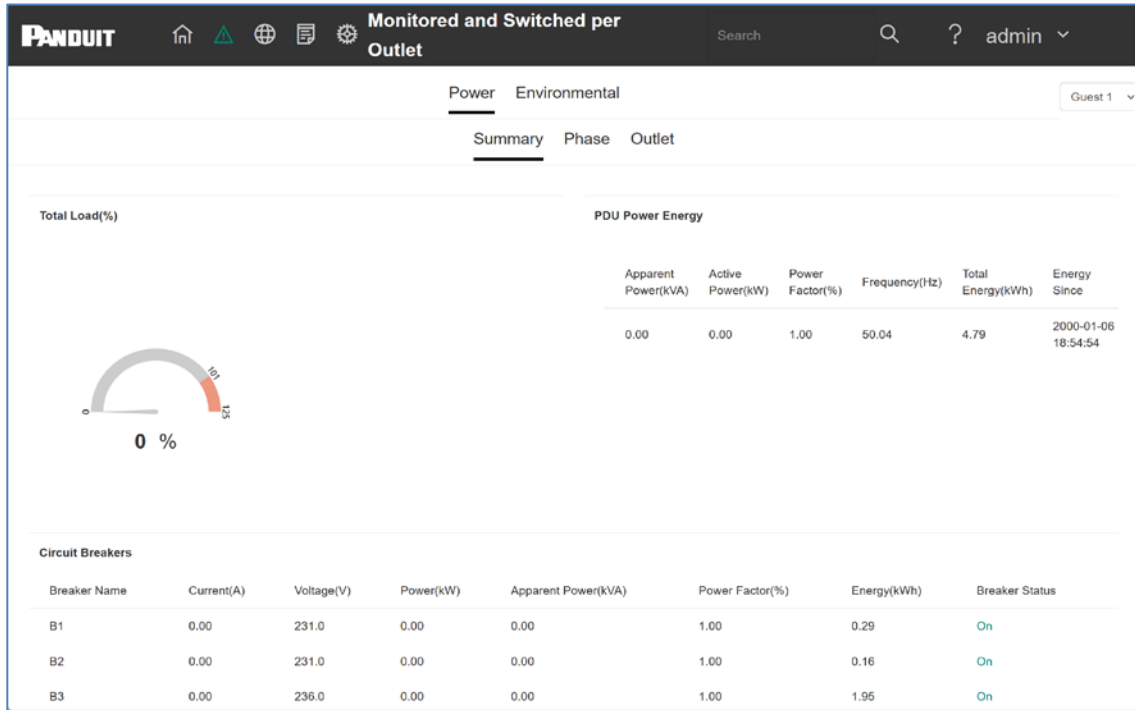 PANDUIT
Monitored and Switched per
Outlet
Search
? admin
Power Environmental
Guest 1
Summary Phase Outlet
Total Load(%)
0
101
125
0 %
PDU Power Energy
Apparent Power(kVA) Active Power(kW) Power Factor(%) Frequency(Hz) Total Energy(kWh) Energy Since
0.00 0.00 1.00 50.04 4.79 2000-01-06 18:54:54
Circuit Breakers
Breaker Name Current(A) Voltage(V) Power(kW) Apparent Power(kVA) Power Factor(%) Energy(kWh) Breaker Status
B1 0.00 231.0 0.00 0.00 1.00 0.29 On
B2 0.00 231.0 0.00 0.00 1.00 0.16 On
B3 0.00 236.0 0.00 0.00 1.00 1.95 On